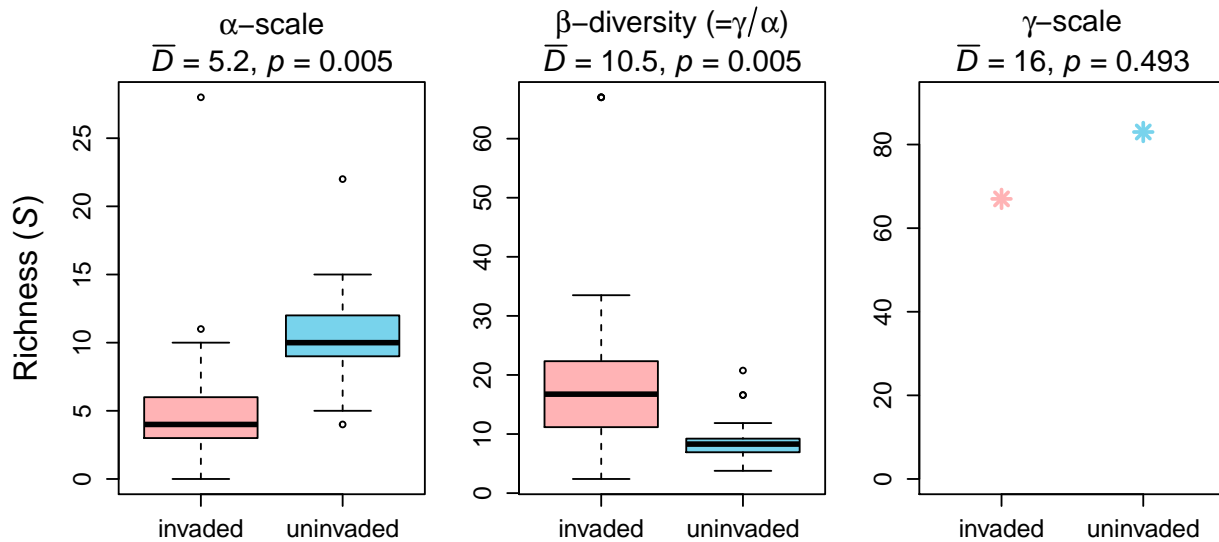 α−scale
D̅ = 5.2, p = 0.005
Richness (S)
0
5
10
15
20
25
invaded
uninvaded
β−diversity (=γ/α)
D̅ = 10.5, p = 0.005
0
10
20
30
40
50
60
invaded
uninvaded
γ−scale
D̅ = 16, p = 0.493
0
20
40
60
80
invaded
uninvaded